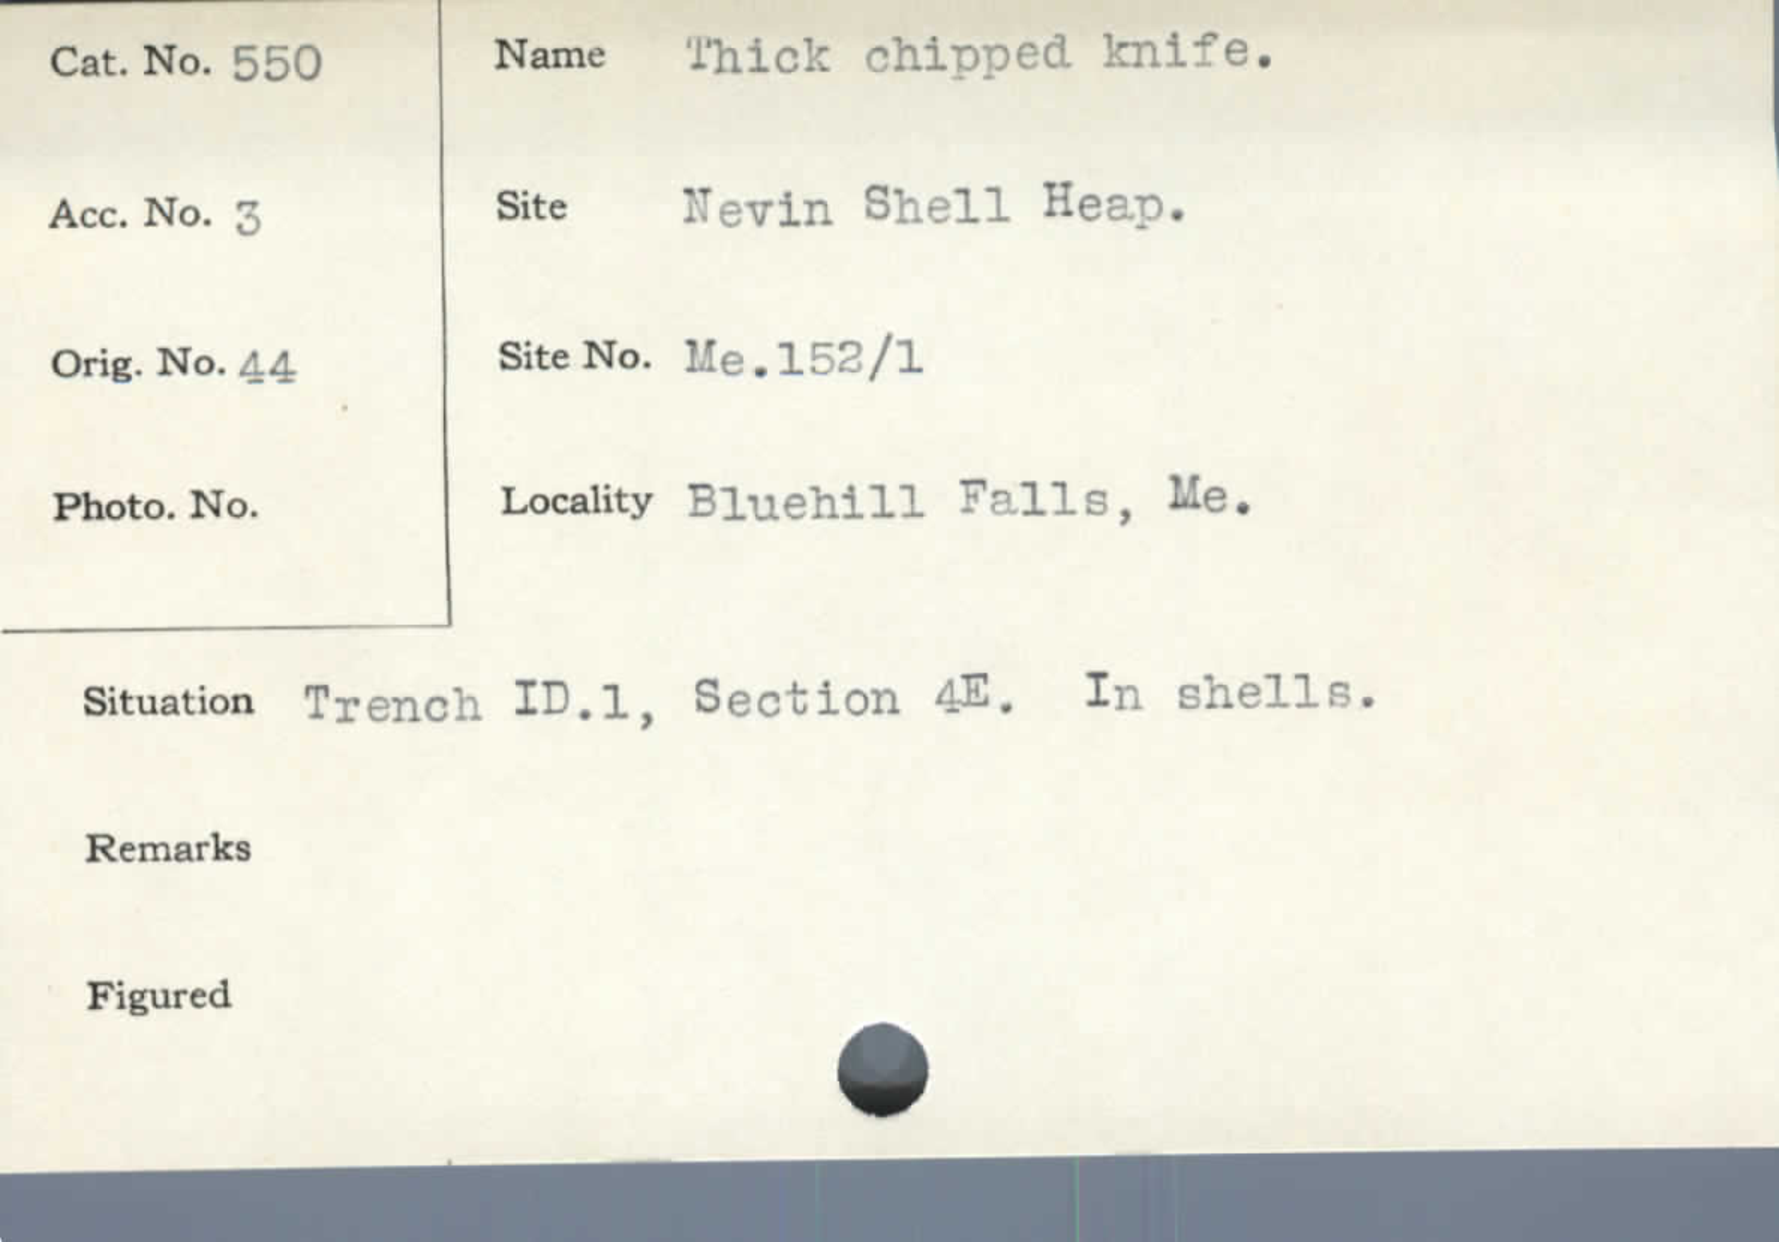 Cat. No. 550
Acc. No. 3
Orig. No. 44
Photo. No.
Name Thick chipped knife.
Site Nevin Shell Heap.
Site No. Me.152/1
Locality Bluehill Falls, Me.
Situation Trench ID.1, Section 4E. In shells.
Remarks
Figured